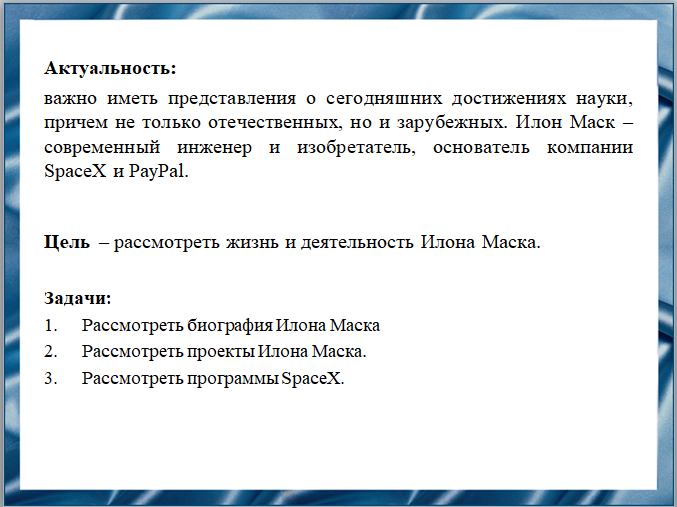 Актуальность:
важно иметь представления о сегодняшних достижениях науки,
причем не только отечественных, но и зарубежных. Илон Маск –
современный инженер и изобретатель, основатель компании
SpaceX и PayPal.
Цель – рассмотреть жизнь и деятельность Илона Маска.
Задачи:
1. Рассмотреть биография Илона Маска
2. Рассмотреть проекты Илона Маска.
3. Рассмотреть программы SpaceX.